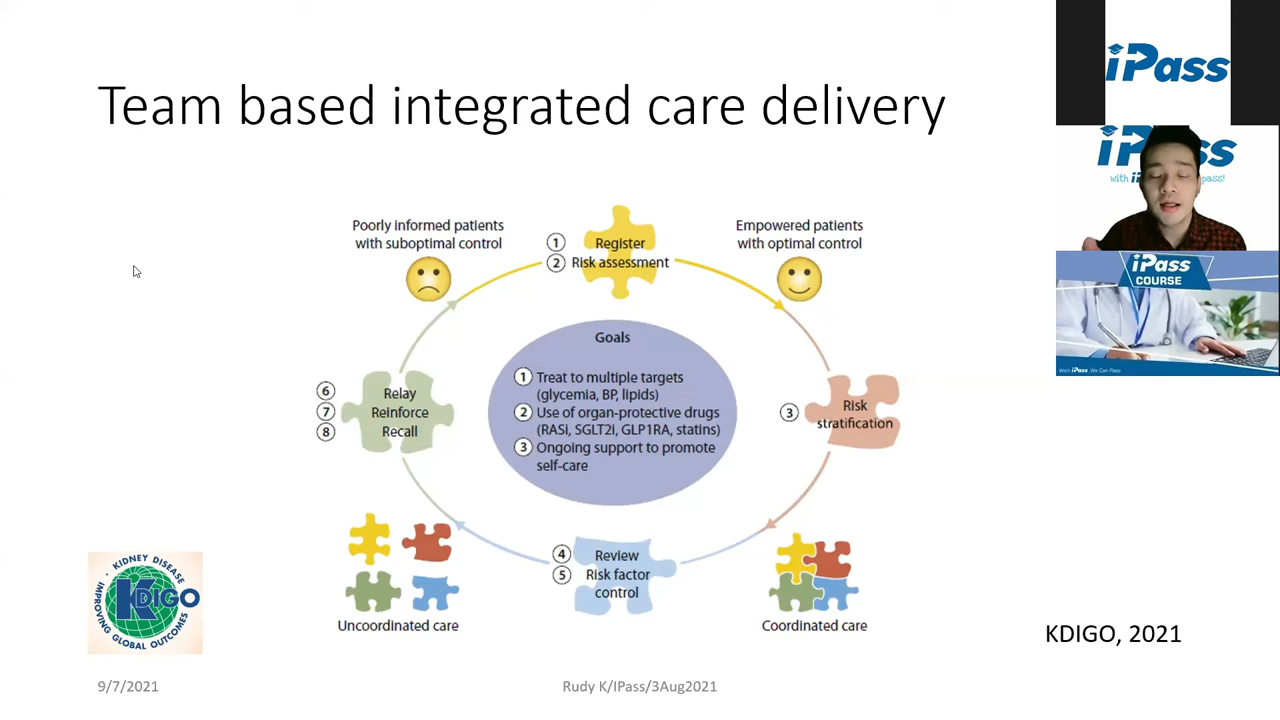 Team based integrated care delivery
iPass
iPass
with iPass
pass!
iPass
COURSE
With iPass, We Can Pass
Poorly informed patients
with suboptimal control
Empowered patients
with optimal control
1 Register
2 Risk assessment
Goals
1 Treat to multiple targets
(glycemia, BP, lipids)
2 Use of organ-protective drugs
(RASi, SGLT2i, GLP1RA, statins)
3 Ongoing support to promote
self-care
6 Relay
7 Reinforce
8 Recall
3 Risk
stratification
4 Review
5 Risk factor
control
Uncoordinated care
Coordinated care
KIDNEY DISEASE
KDIGO
IMPROVING GLOBAL OUTCOMES
KDIGO, 2021
9/7/2021
Rudy K/IPass/3Aug2021